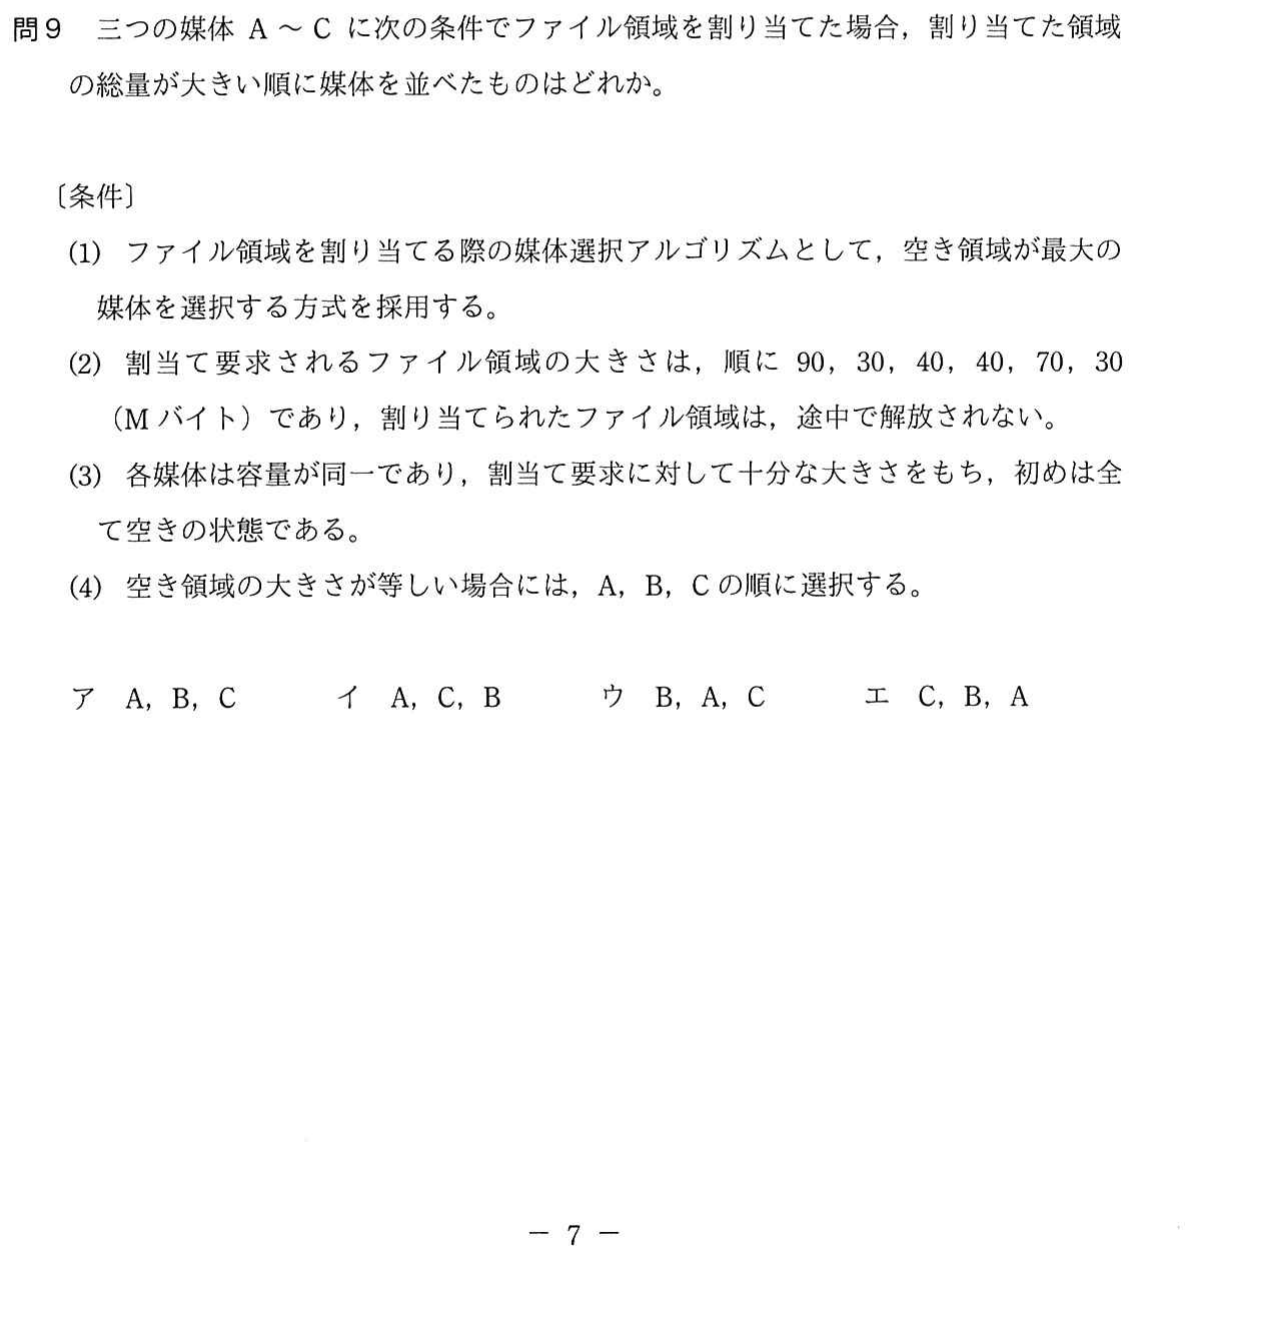 問9 三つの媒体 A ～ C に次の条件でファイル領域を割り当てた場合，割り当てた領域
の総量が大きい順に媒体を並べたものはどれか。
〔条件〕
(1) ファイル領域を割り当てる際の媒体選択アルゴリズムとして，空き領域が最大の
媒体を選択する方式を採用する。
(2) 割当て要求されるファイル領域の大きさは，順に 90，30，40，40，70，30
（M バイト）であり，割り当てられたファイル領域は，途中で解放されない。
(3) 各媒体は容量が同一であり，割当て要求に対して十分な大きさをもち，初めは全
て空きの状態である。
(4) 空き領域の大きさが等しい場合には，A，B，C の順に選択する。
ア A，B，C イ A，C，B ウ B，A，C エ C，B，A
－ 7 －